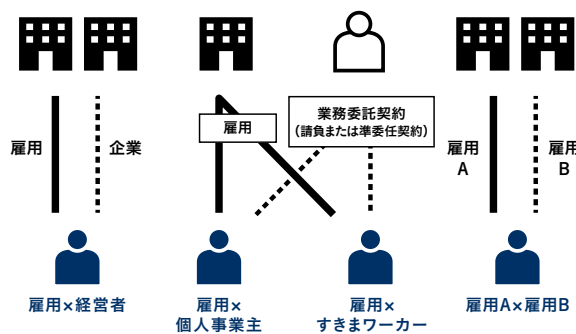 雇用
企業
雇用
業務委託契約
（請負または準委任契約）
雇用
A
雇用
B
雇用×経営者
雇用×
個人事業主
雇用×
すきまワーカー
雇用A×雇用B